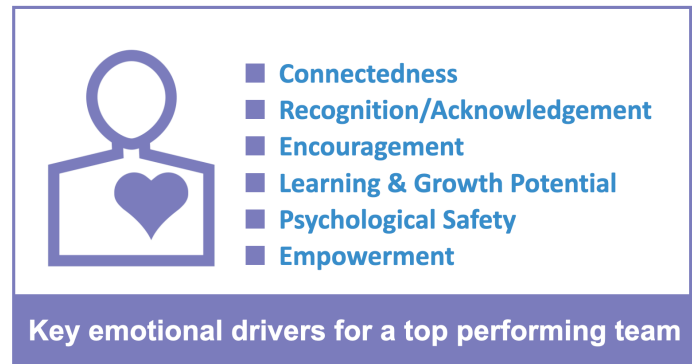 Connectedness
Recognition/Acknowledgement
Encouragement
Learning & Growth Potential
Psychological Safety
Empowerment
Key emotional drivers for a top performing team